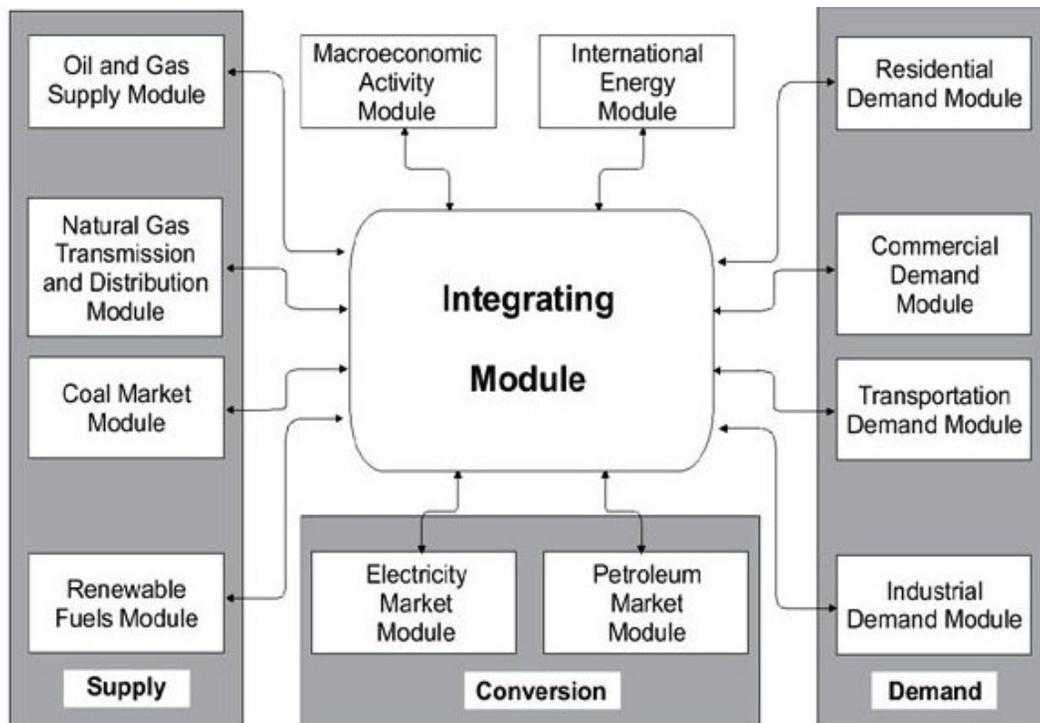 Oil and Gas
Supply Module
Natural Gas
Transmission
and Distribution
Module
Coal Market
Module
Renewable
Fuels Module
Supply
Macroeconomic
Activity
Module
International
Energy
Module
Integrating
Module
Electricity
Market
Module
Petroleum
Market
Module
Conversion
Residential
Demand Module
Commercial
Demand
Module
Transportation
Demand Module
Industrial
Demand Module
Demand